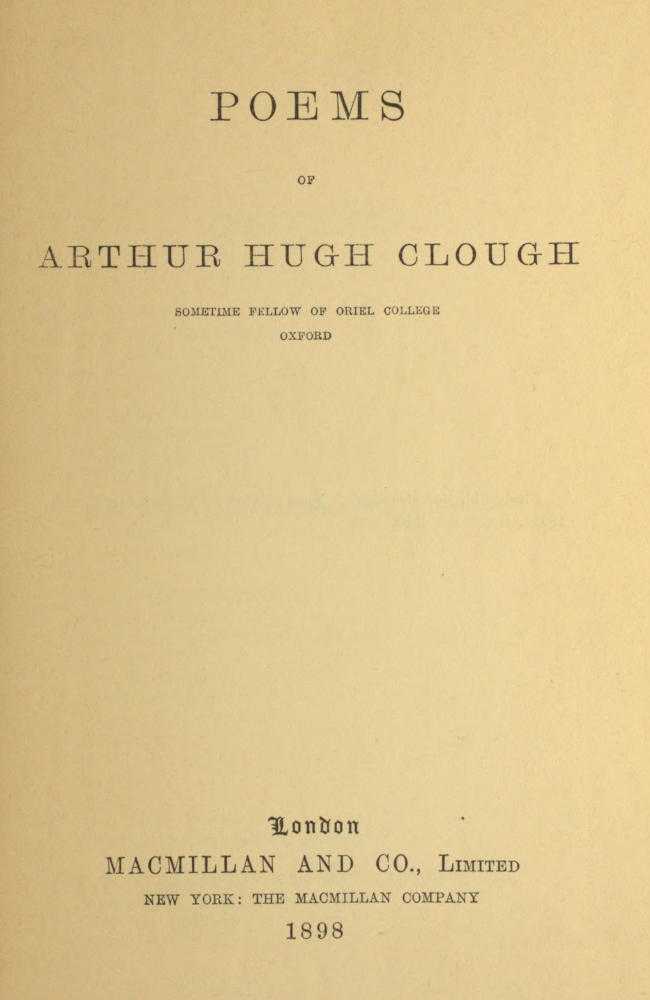 POEMS
OF
ARTHUR HUGH CLOUGH
SOMETIME FELLOW OF ORIEL COLLEGE
OXFORD
London
MACMILLAN AND CO., LIMITED
NEW YORK: THE MACMILLAN COMPANY
1898